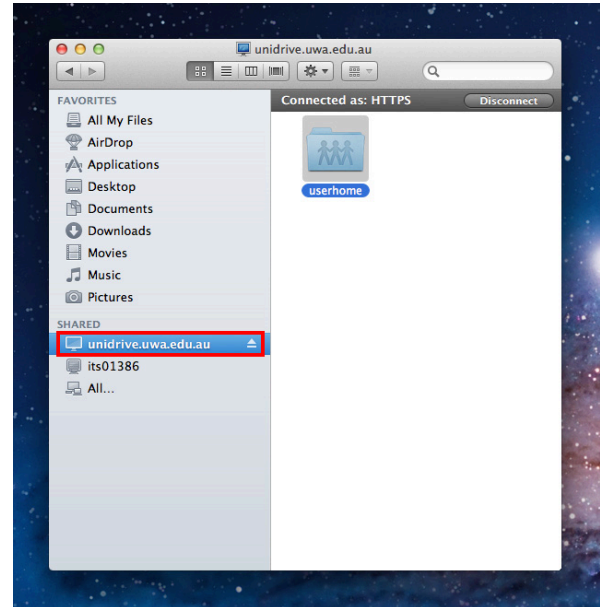 unidrive.uwa.edu.au
FAVORITES
All My Files
AirDrop
Applications
Desktop
Documents
Downloads
Movies
Music
Pictures
SHARED
unidrive.uwa.edu.au
its01386
All...
Connected as: HTTPS
Disconnect
userhome